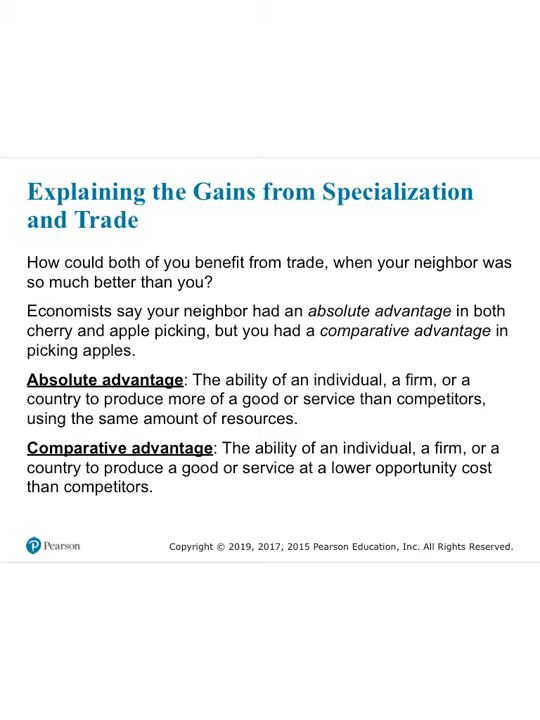 Explaining the Gains from Specialization
and Trade
How could both of you benefit from trade, when your neighbor was
so much better than you?
Economists say your neighbor had an absolute advantage in both
cherry and apple picking, but you had a comparative advantage in
picking apples.
Absolute advantage: The ability of an individual, a firm, or a
country to produce more of a good or service than competitors,
using the same amount of resources.
Comparative advantage: The ability of an individual, a firm, or a
country to produce a good or service at a lower opportunity cost
than competitors.
P Pearson
Copyright © 2019, 2017, 2015 Pearson Education, Inc. All Rights Reserved.